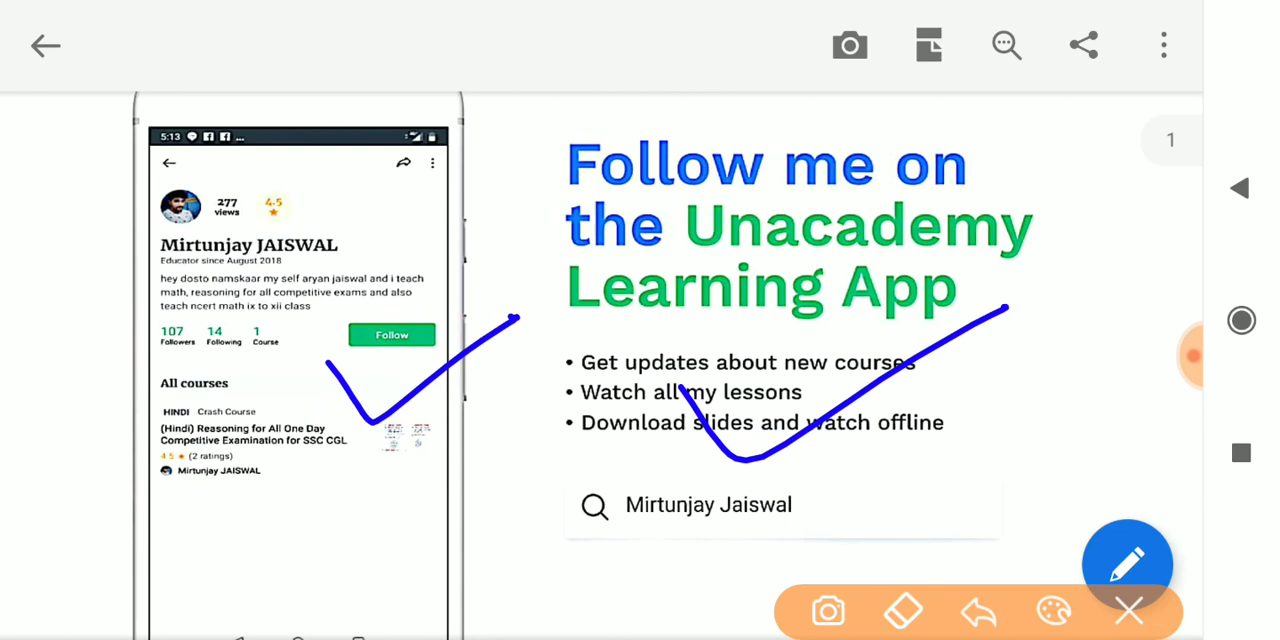 1
5:13
277
views
4.5
Mirtunjay JAISWAL
Educator since August 2018
hey dosto namskaar my self aryan jaiswal and i teach
math, reasoning for all competitive exams and also
teach ncert math ix to xii class
107 14 1
Followers Following Course
Follow
All courses
HINDI Crash Course
(Hindi) Reasoning for All One Day
Competitive Examination for SSC CGL
4.5 ★ (2 ratings)
Mirtunjay JAISWAL
Follow me on
the Unacademy
Learning App
• Get updates about new courses
• Watch all my lessons
• Download slides and watch offline
Mirtunjay Jaiswal